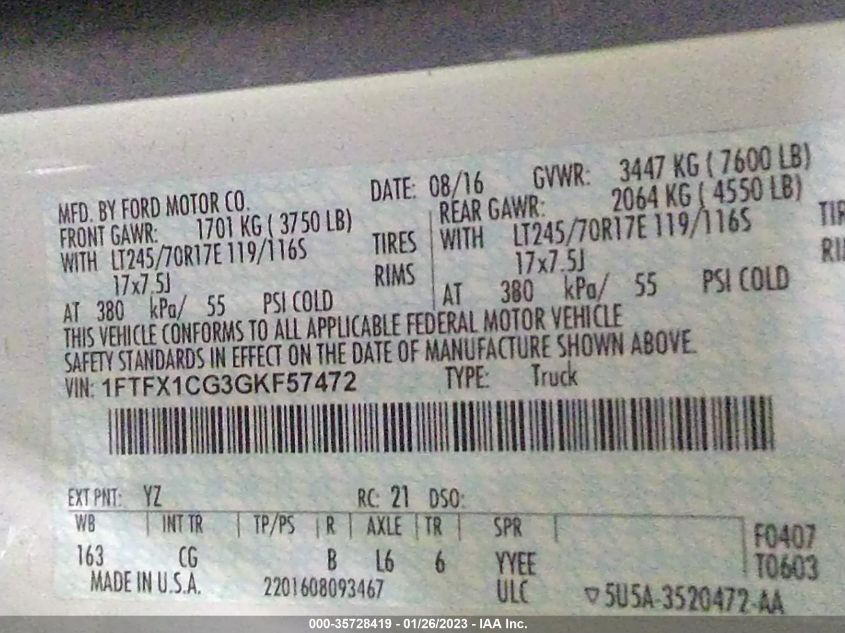 MFD. BY FORD MOTOR CO. DATE: 08/16 GVWR: 3447 KG ( 7600 LB)
FRONT GAWR: 1701 KG ( 3750 LB) REAR GAWR: 2064 KG ( 4550 LB)
WITH LT245/70R17E 119/116S TIRES WITH LT245/70R17E 119/116S
17x7.5J RIMS 17x7.5J
AT 380 kPa/ 55 PSI COLD AT 380 kPa/ 55 PSI COLD
THIS VEHICLE CONFORMS TO ALL APPLICABLE FEDERAL MOTOR VEHICLE
SAFETY STANDARDS IN EFFECT ON THE DATE OF MANUFACTURE SHOWN ABOVE.
VIN: 1FTFX1CG3GKF57472 TYPE: Truck
EXT PNT: YZ RC: 21 DSO:
WB INT TR TP/PS R AXLE TR SPR F0407
163 CG B L6 6 YYEE T0603
MADE IN U.S.A. 2201608093467 ULC ▽5U5A-3520472-AA
000-35728419 - 01/26/2023 - IAA Inc.